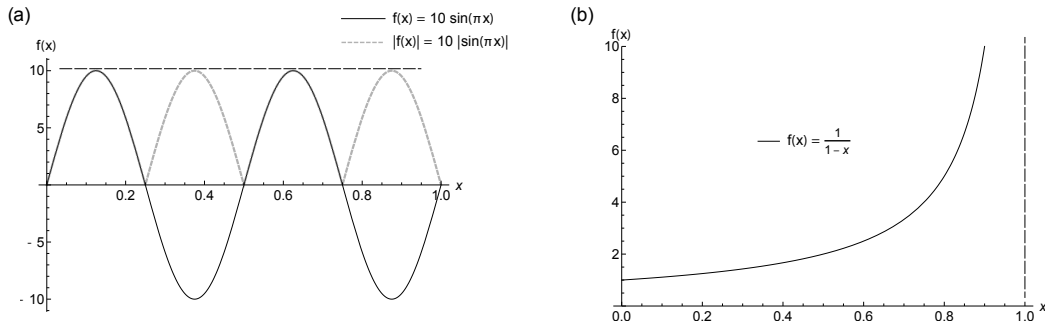 (a)
f(x) = 10 sin(πx)
|f(x)| = 10 |sin(πx)|
f(x)
10
5
0.2 0.4 0.6 0.8 1.0 x
- 5
- 10
(b)
f(x)
10
8
6
f(x) = 1/(1 - x)
4
2
0.0 0.2 0.4 0.6 0.8 1.0 x